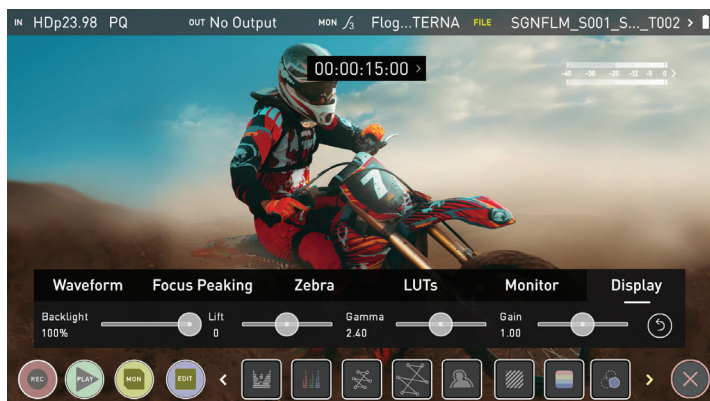 IN HDp23.98 PQ OUT No Output MON Flog...TERNA FILE SGNFLM_S001_S..._T002 >
00:00:15:00 >
-40 -30 -20 -12 -6 0 >
7
Waveform Focus Peaking Zebra LUTs Monitor Display
Backlight Lift Gamma Gain
100% 0 2.40 1.00
REC PLAY MON EDIT < >